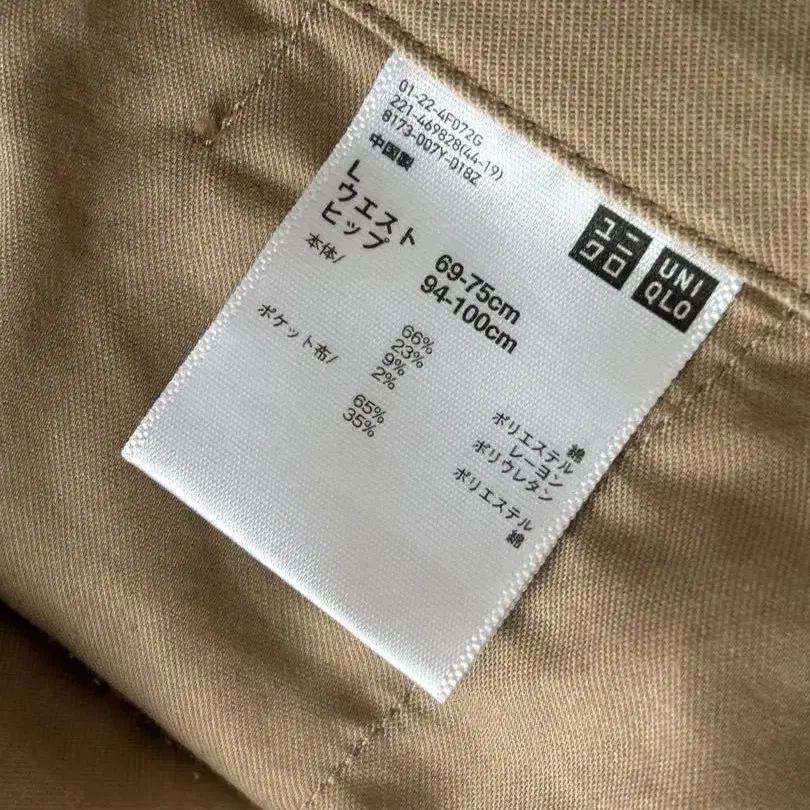 01-22-4F072G
221-469828(44-19)
8173-007Y-018Z
中国製
L
ウエスト 69-75cm
ヒップ 94-100cm
本体/ 66% 綿
23% ポリエステル
9% レーヨン
2% ポリウレタン
ポケット布/ 65% ポリエステル
35% 綿
ユニクロ
UNIQLO